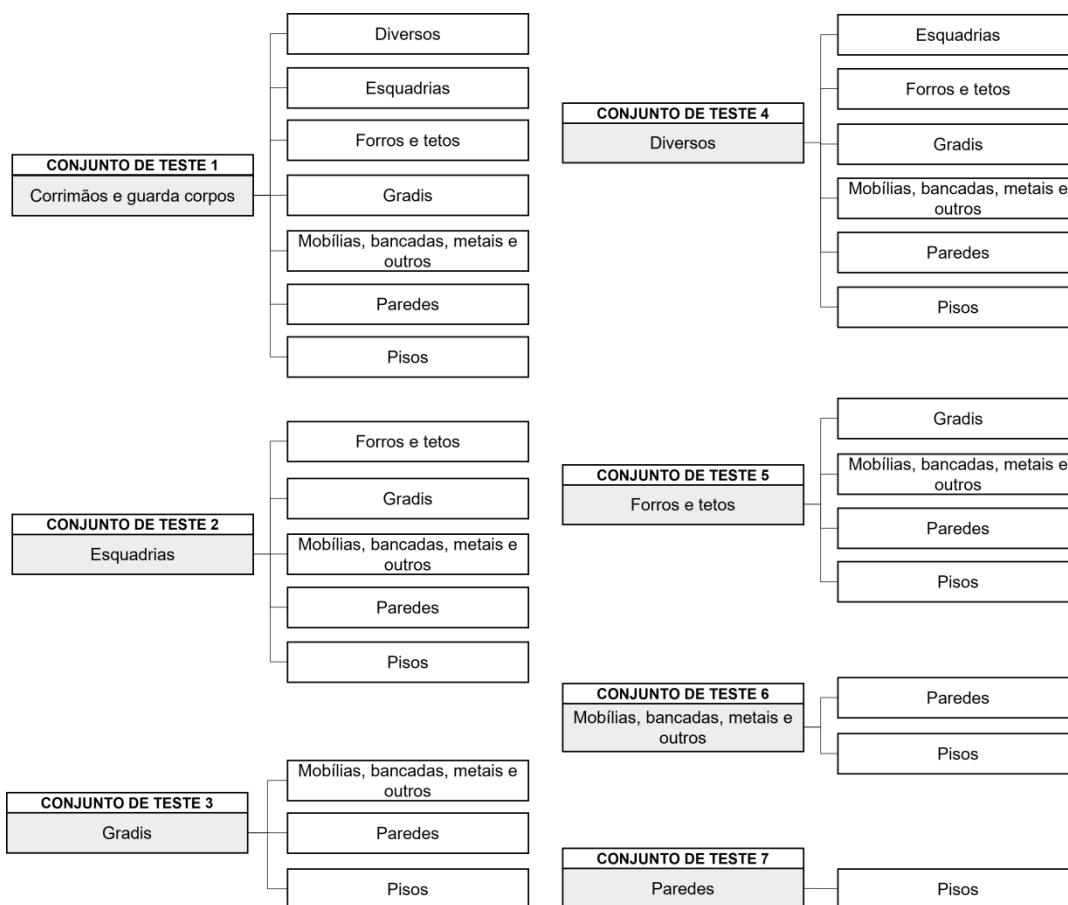 CONJUNTO DE TESTE 1
Corrimãos e guarda corpos
Diversos
Esquadrias
Forros e tetos
Gradis
Mobílias, bancadas, metais e
outros
Paredes
Pisos
CONJUNTO DE TESTE 2
Esquadrias
Forros e tetos
Gradis
Mobílias, bancadas, metais e
outros
Paredes
Pisos
CONJUNTO DE TESTE 3
Gradis
Mobílias, bancadas, metais e
outros
Paredes
Pisos
CONJUNTO DE TESTE 4
Diversos
Esquadrias
Forros e tetos
Gradis
Mobílias, bancadas, metais e
outros
Paredes
Pisos
CONJUNTO DE TESTE 5
Forros e tetos
Gradis
Mobílias, bancadas, metais e
outros
Paredes
Pisos
CONJUNTO DE TESTE 6
Mobílias, bancadas, metais e
outros
Paredes
Pisos
CONJUNTO DE TESTE 7
Paredes
Pisos